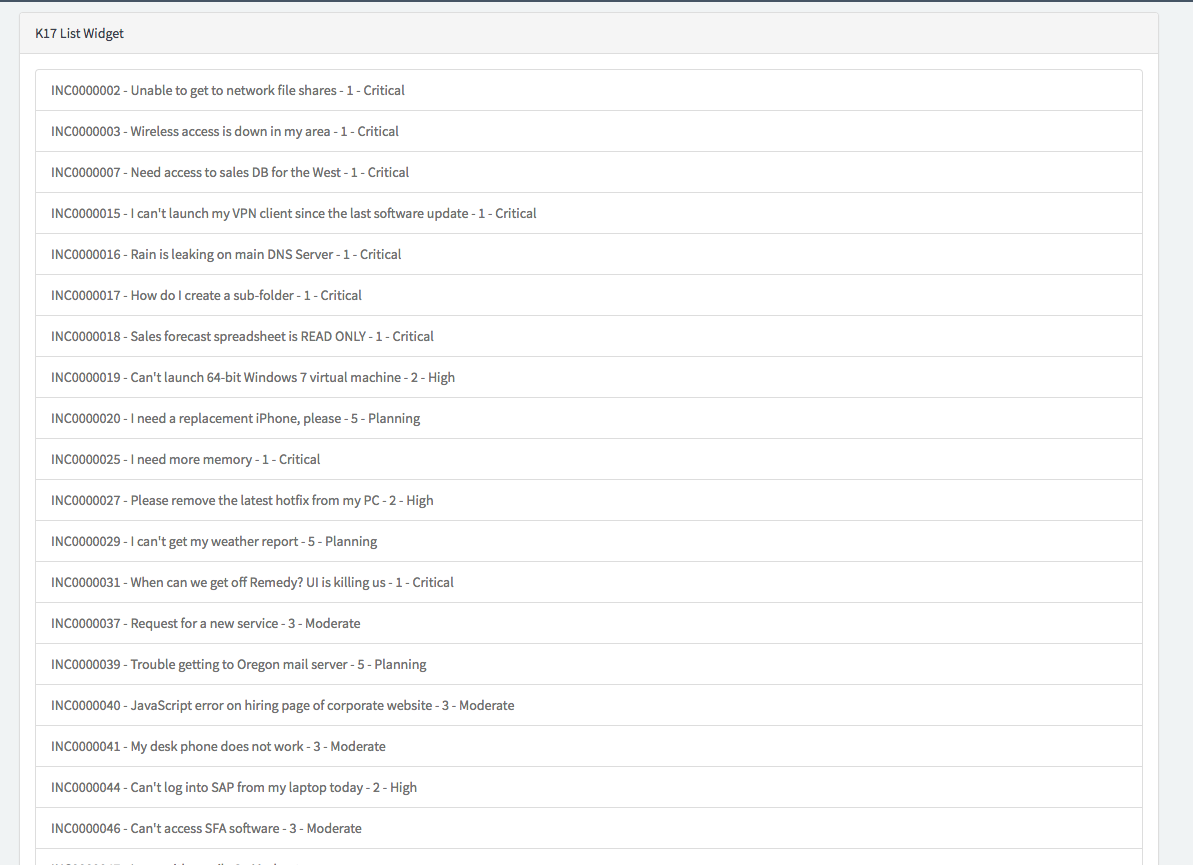 K17 List Widget
INC0000002 - Unable to get to network file shares - 1 - Critical
INC0000003 - Wireless access is down in my area - 1 - Critical
INC0000007 - Need access to sales DB for the West - 1 - Critical
INC0000015 - I can't launch my VPN client since the last software update - 1 - Critical
INC0000016 - Rain is leaking on main DNS Server - 1 - Critical
INC0000017 - How do I create a sub-folder - 1 - Critical
INC0000018 - Sales forecast spreadsheet is READ ONLY - 1 - Critical
INC0000019 - Can't launch 64-bit Windows 7 virtual machine - 2 - High
INC0000020 - I need a replacement iPhone, please - 5 - Planning
INC0000025 - I need more memory - 1 - Critical
INC0000027 - Please remove the latest hotfix from my PC - 2 - High
INC0000029 - I can't get my weather report - 5 - Planning
INC0000031 - When can we get off Remedy? UI is killing us - 1 - Critical
INC0000037 - Request for a new service - 3 - Moderate
INC0000039 - Trouble getting to Oregon mail server - 5 - Planning
INC0000040 - JavaScript error on hiring page of corporate website - 3 - Moderate
INC0000041 - My desk phone does not work - 3 - Moderate
INC0000044 - Can't log into SAP from my laptop today - 2 - High
INC0000046 - Can't access SFA software - 3 - Moderate